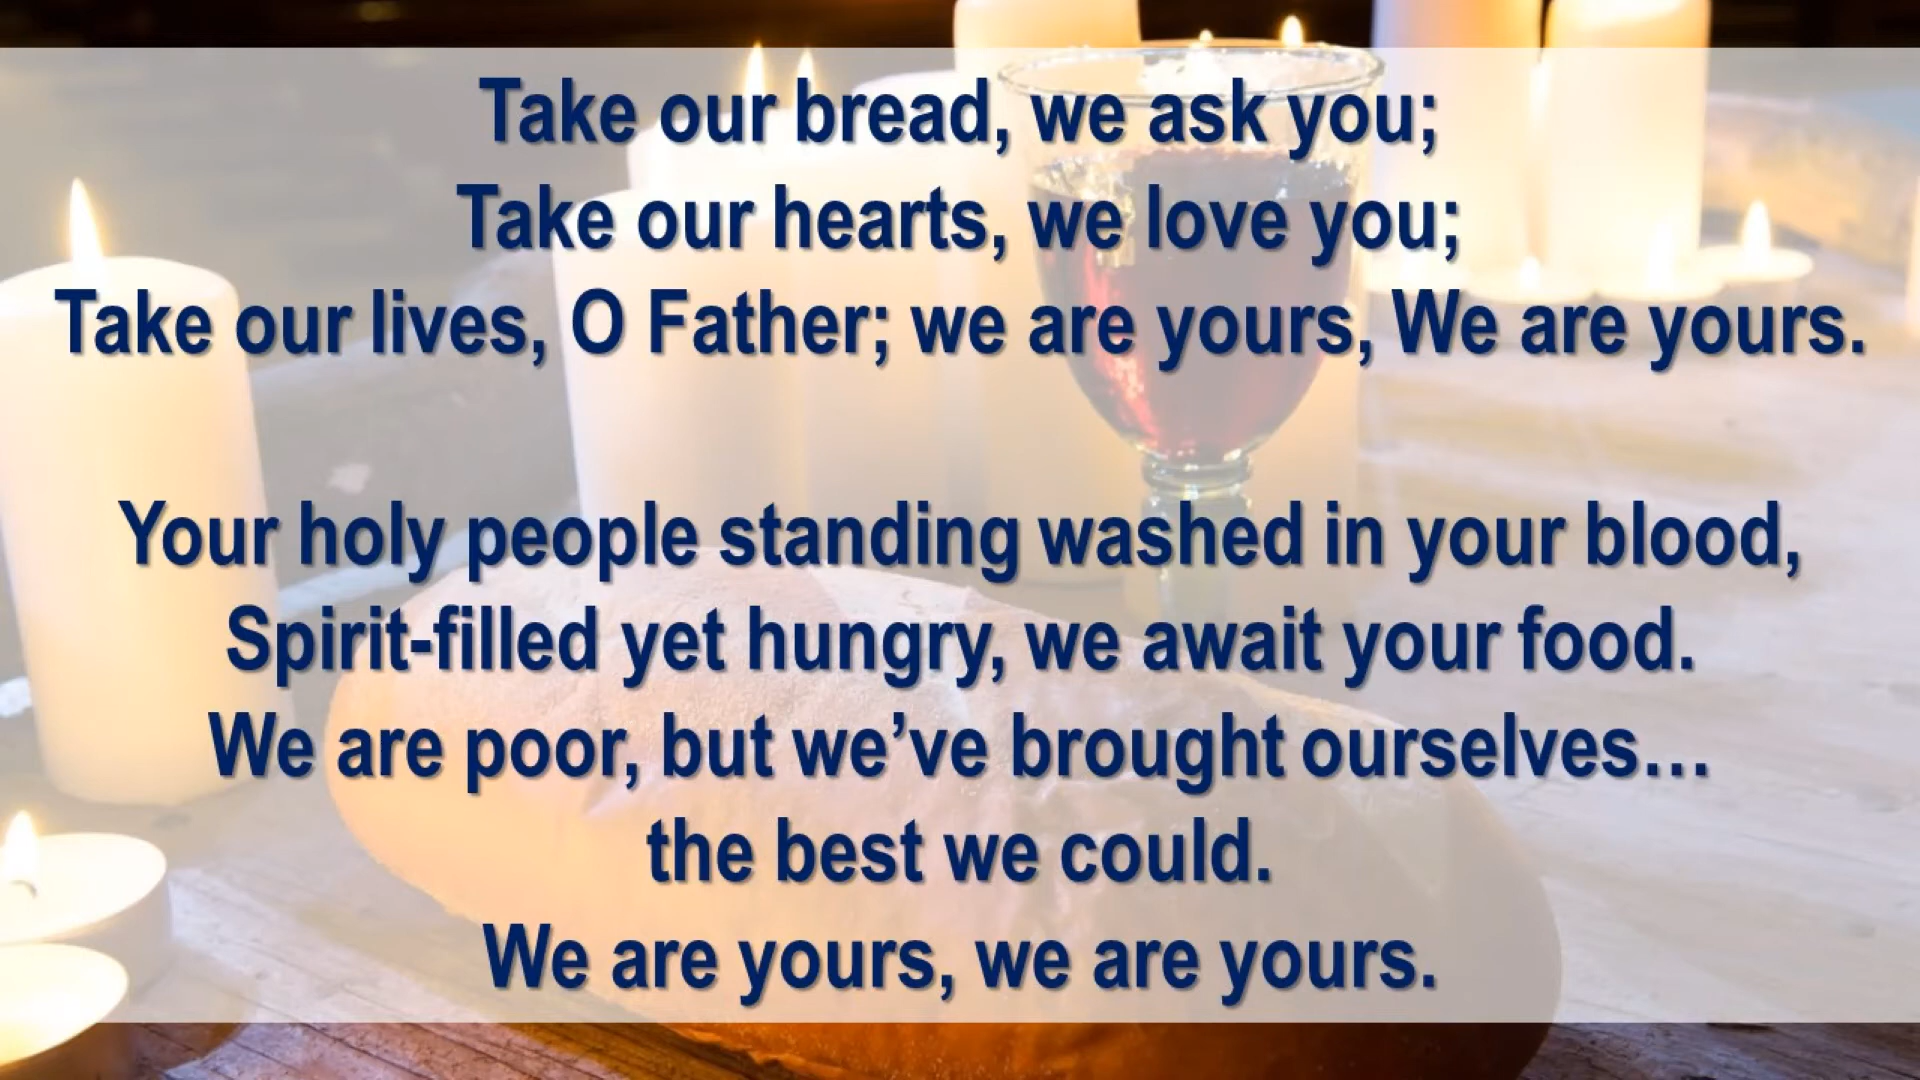 Take our bread, we ask you;
Take our hearts, we love you;
Take our lives, O Father; we are yours, We are yours.
Your holy people standing washed in your blood,
Spirit-filled yet hungry, we await your food.
We are poor, but we’ve brought ourselves…
the best we could.
We are yours, we are yours.